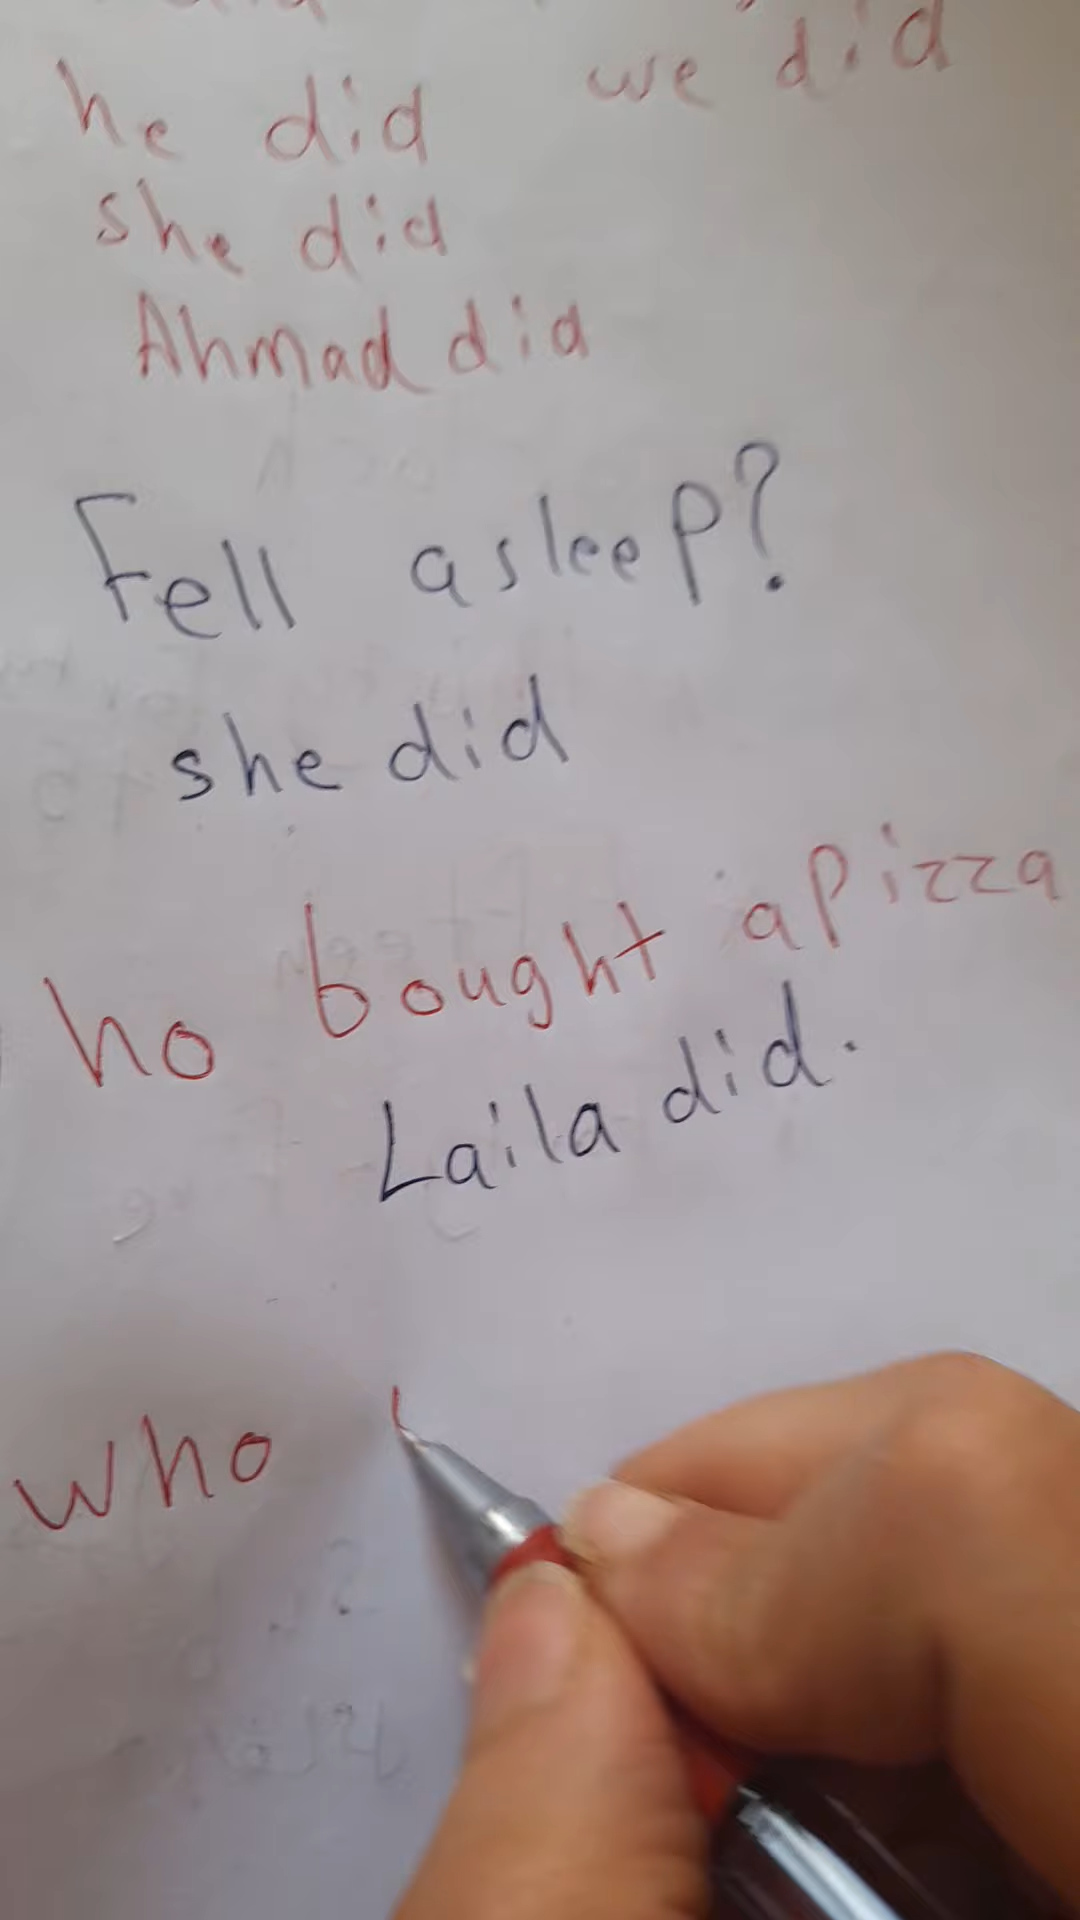 he did we did
she did
Ahmad did
Fell asleep?
she did
ho bought a pizza
Laila did.
who